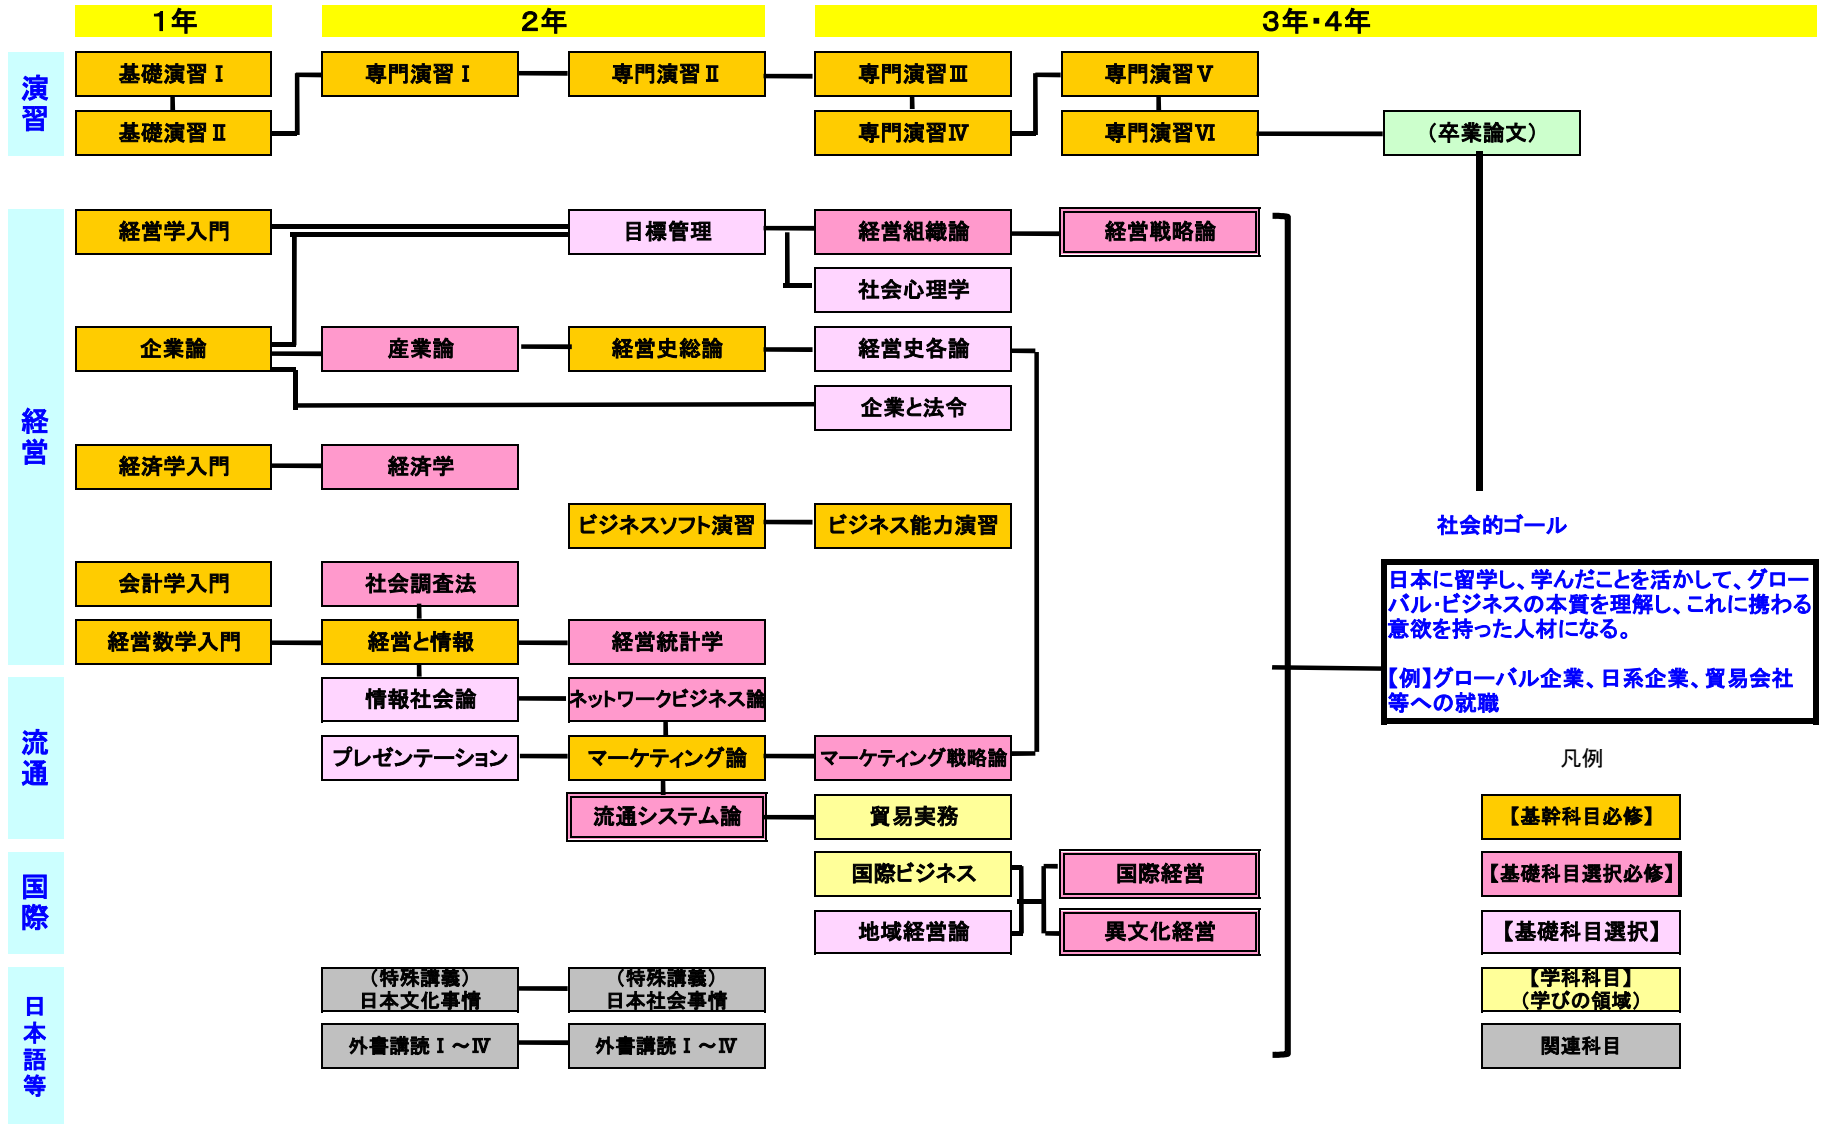 1年
2年
3年・4年
演習
基礎演習Ⅰ
専門演習Ⅰ
専門演習Ⅱ
専門演習Ⅲ
専門演習Ⅴ
基礎演習Ⅱ
専門演習Ⅳ
専門演習Ⅵ
（卒業論文）
経営
経営学入門
目標管理
経営組織論
経営戦略論
社会心理学
企業論
産業論
経営史総論
経営史各論
企業と法令
経済学入門
経済学
ビジネスソフト演習
ビジネス能力演習
会計学入門
社会調査法
経営数学入門
経営と情報
経営統計学
流通
情報社会論
ネットワークビジネス論
プレゼンテーション
マーケティング論
マーケティング戦略論
流通システム論
貿易実務
国際
国際ビジネス
国際経営
地域経営論
異文化経営
日本語等
（特殊講義）
日本文化事情
（特殊講義）
日本社会事情
外書講読Ⅰ～Ⅳ
外書講読Ⅰ～Ⅳ
社会的ゴール
日本に留学し、学んだことを活かして、グロー
バル・ビジネスの本質を理解し、これに携わる
意欲を持った人材になる。
【例】グローバル企業、日系企業、貿易会社
等への就職
凡例
【基幹科目必修】
【基礎科目選択必修】
【基礎科目選択】
【学科科目】
（学びの領域）
関連科目